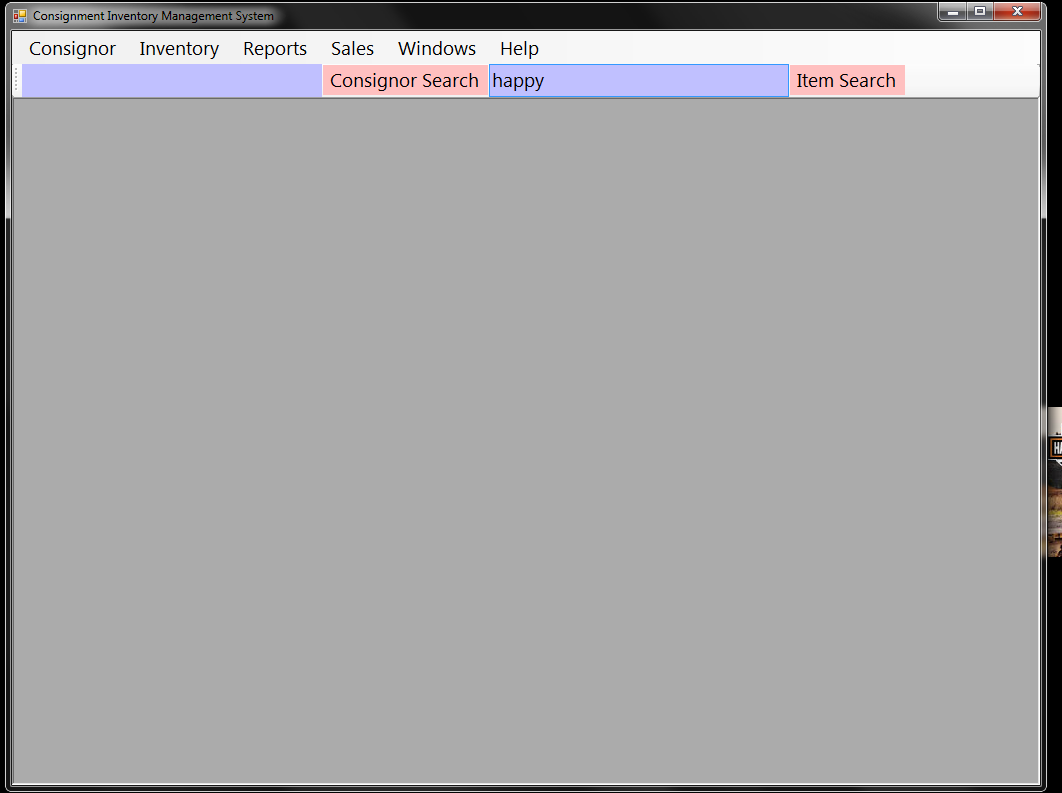 Consignment Inventory Management System
Consignor Inventory Reports Sales Windows Help
Consignor Search happy Item Search